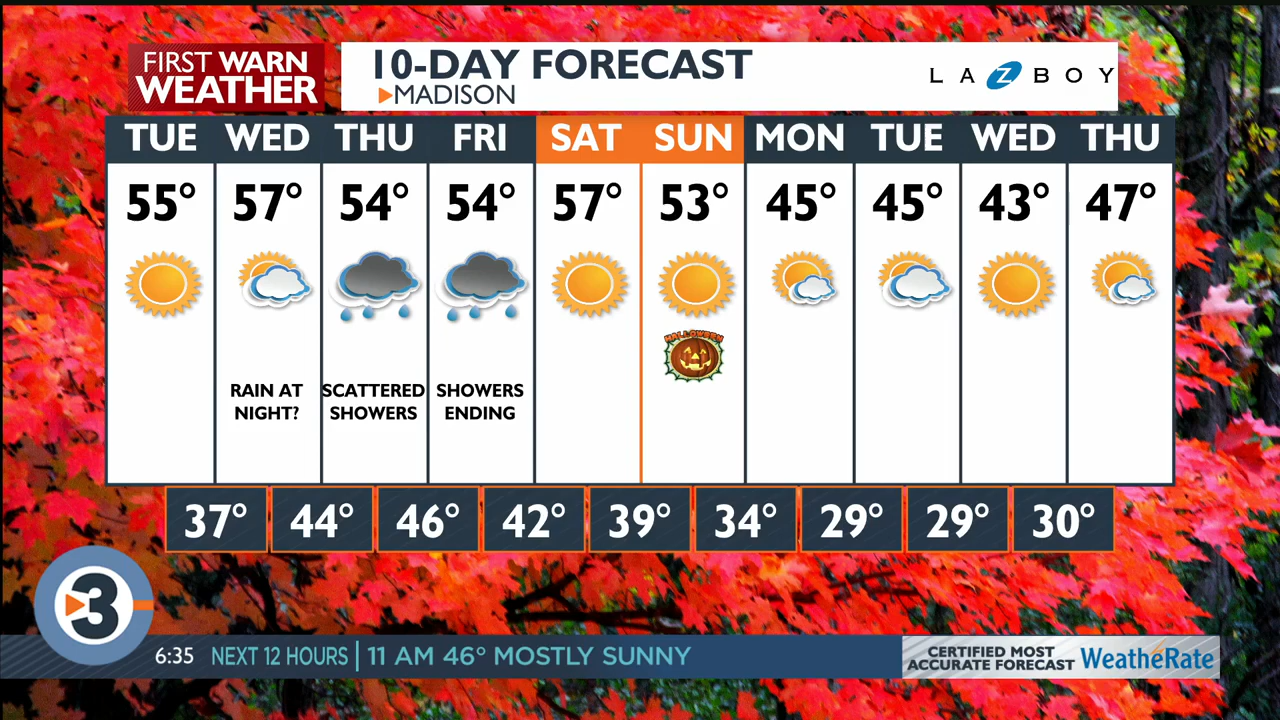 FIRST WARN
WEATHER
10-DAY FORECAST
MADISON
LA Z BOY
TUE WED THU FRI SAT SUN MON TUE WED THU
55° 57° 54° 54° 57° 53° 45° 45° 43° 47°
HALLOWEEN
RAIN AT
NIGHT?
SCATTERED
SHOWERS
SHOWERS
ENDING
37° 44° 46° 42° 39° 34° 29° 29° 30°
3
6:35 NEXT 12 HOURS | 11 AM 46° MOSTLY SUNNY
CERTIFIED MOST
ACCURATE FORECAST
WeatheRate